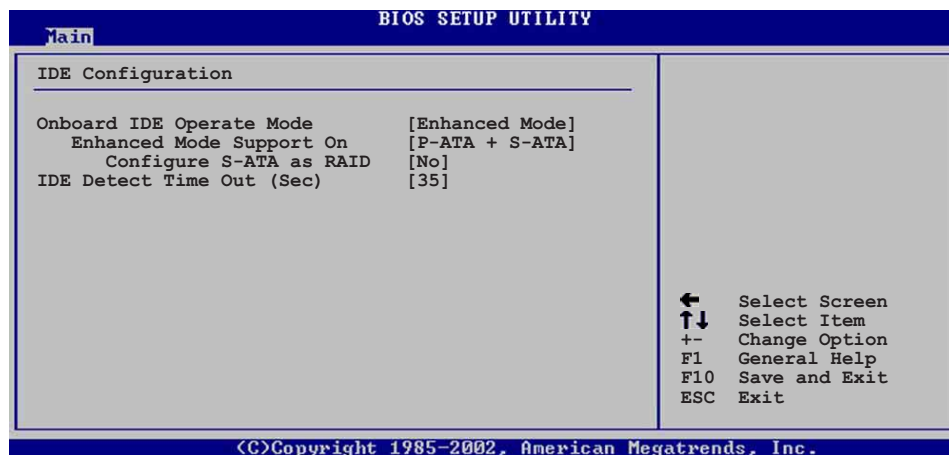 BIOS SETUP UTILITY
Main
IDE Configuration
Onboard IDE Operate Mode [Enhanced Mode]
Enhanced Mode Support On [P-ATA + S-ATA]
Configure S-ATA as RAID [No]
IDE Detect Time Out (Sec) [35]
← Select Screen
↑↓ Select Item
+- Change Option
F1 General Help
F10 Save and Exit
ESC Exit
(C)Copyright 1985-2002, American Megatrends, Inc.